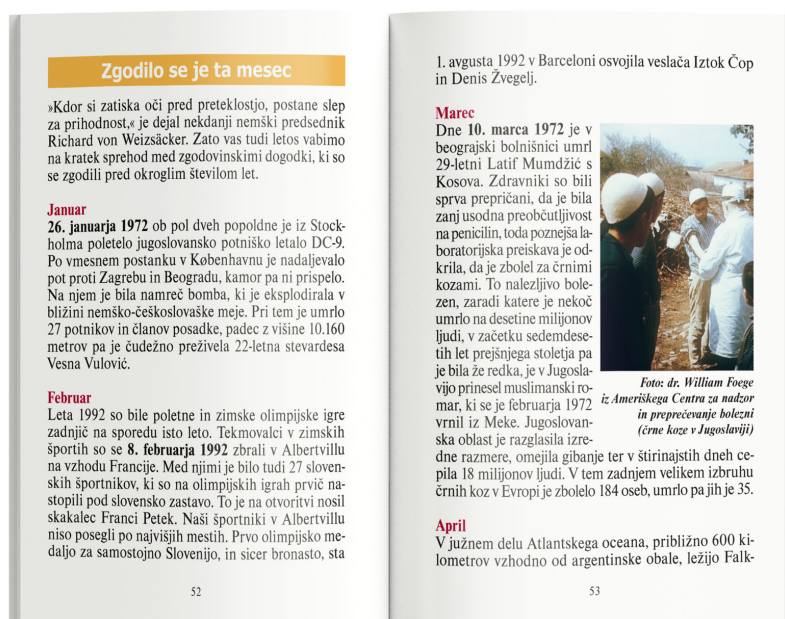 Zgodilo se je ta mesec
»Kdor si zatiska oči pred preteklostjo, postane slep
za prihodnost,« je dejal nekdanji nemški predsednik
Richard von Weizsäcker. Zato vas tudi letos vabimo
na kratek sprehod med zgodovinskimi dogodki, ki so
se zgodili pred okroglim številom let.
Januar
26. januarja 1972 ob pol dveh popoldne je iz Stock-
holma poletelo jugoslovansko potniško letalo DC-9.
Po vmesnem postanku v Københavnu je nadaljevalo
pot proti Zagrebu in Beogradu, kamor pa ni prispelo.
Na njem je bila namreč bomba, ki je eksplodirala v
bližini nemško-češkoslovaške meje. Pri tem je umrlo
27 potnikov in članov posadke, padec z višine 10.160
metrov pa je čudežno preživela 22-letna stevardesa
Vesna Vulović.
Februar
Leta 1992 so bile poletne in zimske olimpijske igre
zadnjič na sporedu isto leto. Tekmovalci v zimskih
športih so se 8. februarja 1992 zbrali v Albertvillu
na vzhodu Francije. Med njimi je bilo tudi 27 sloven-
skih športnikov, ki so na olimpijskih igrah prvič na-
stopili pod slovensko zastavo. To je na otvoritvi nosil
skakalec Franci Petek. Naši športniki v Albertvillu
niso posegli po najvišjih mestih. Prvo olimpijsko me-
daljo za samostojno Slovenijo, in sicer bronasto, sta
52
1. avgusta 1992 v Barceloni osvojila veslača Iztok Čop
in Denis Žvegelj.
Marec
Dne 10. marca 1972 je v
beograjski bolnišnici umrl
29-letni Latif Mumdžić s
Kosova. Zdravniki so bili
sprva prepričani, da je bila
zanj usodna preobčutljivost
na penicilin, toda poznejša la-
boratorijska preiskava je od-
krila, da je zbolel za črnimi
kozami. To nalezljivo bole-
zen, zaradi katere je nekoč
umrlo na desetine milijonov
ljudi, v začetku sedemdese-
tih let prejšnjega stoletja pa
je bila že redka, je v Jugosla-
vijo prinesel muslimanski ro-
mar, ki se je februarja 1972
vrnil iz Meke. Jugoslovan-
ska oblast je razglasila izre-
dne razmere, omejila gibanje ter v štirinajstih dneh ce-
pila 18 milijonov ljudi. V tem zadnjem velikem izbruhu
črnih koz v Evropi je zbolelo 184 oseb, umrlo pa jih je 35.
Foto: dr. William Foege
iz Ameriškega Centra za nadzor
in preprečevanje bolezni
(črne koze v Jugoslaviji)
April
V južnem delu Atlantskega oceana, približno 600 ki-
lometrov vzhodno od argentinske obale, ležijo Falk-
53